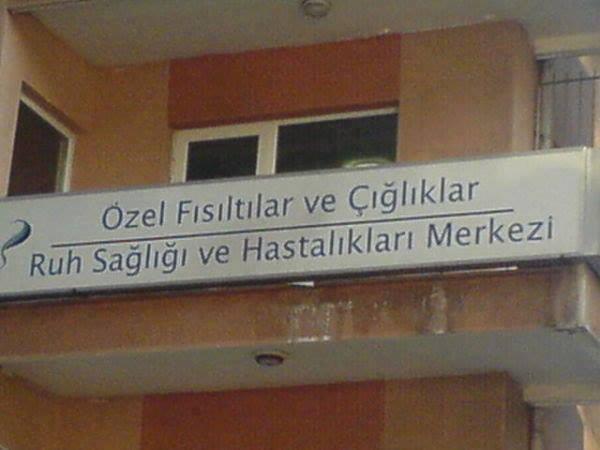 Özel Fısıltılar ve Çığlıklar
Ruh Sağlığı ve Hastalıkları Merkezi